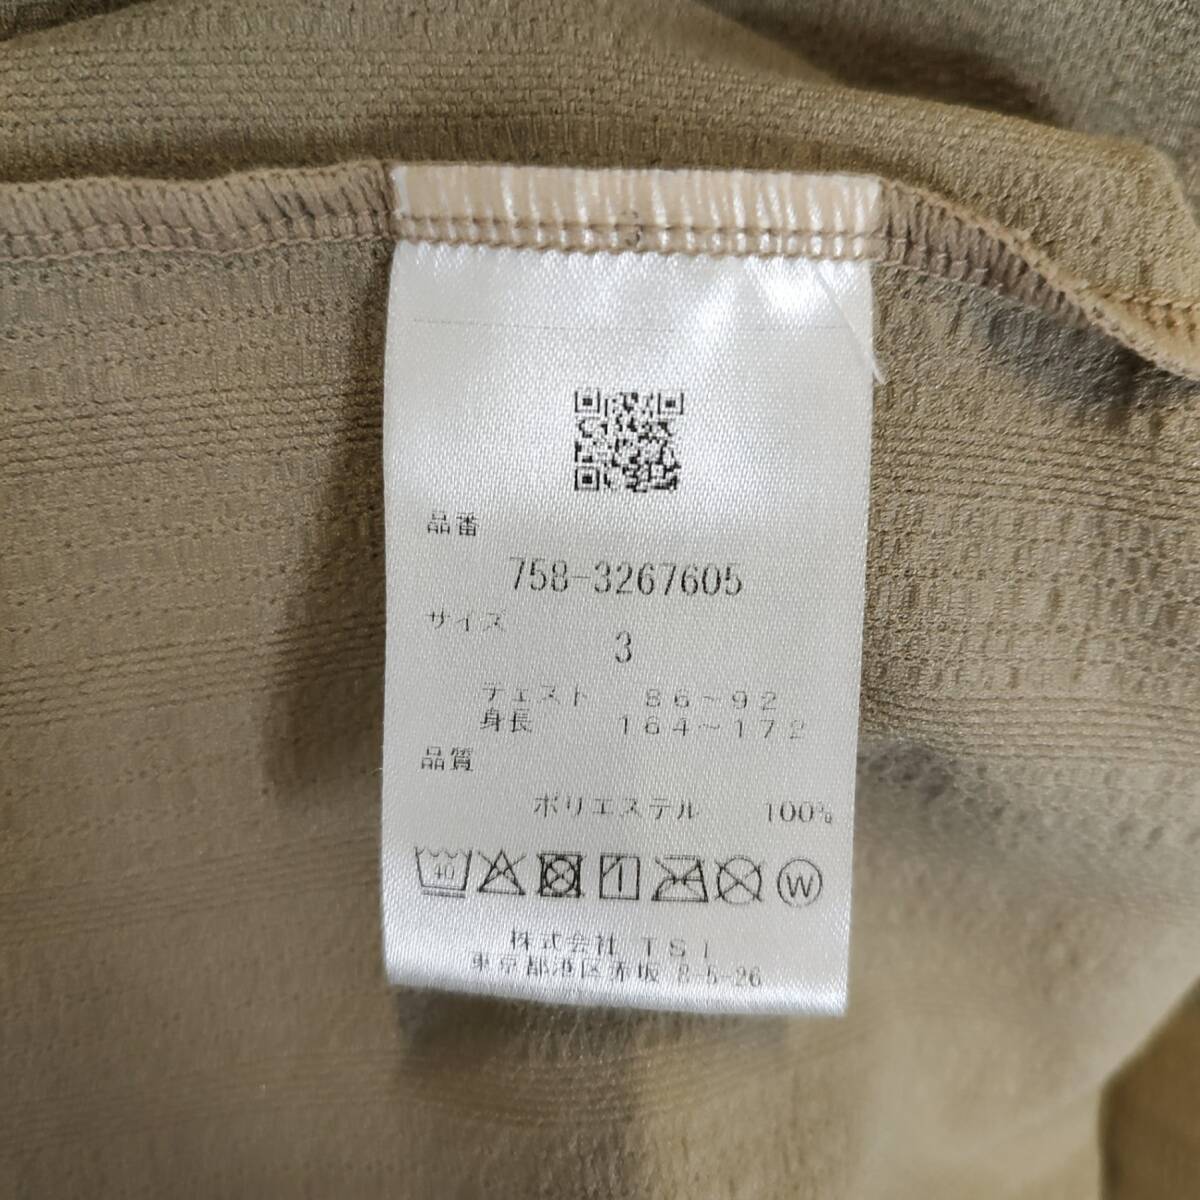 品番
758-3267605
サイズ
3
チェスト 86~92
身長 164~172
品質
ポリエステル 100%
40
W
株式会社 TSI
東京都港区赤坂 8-5-26